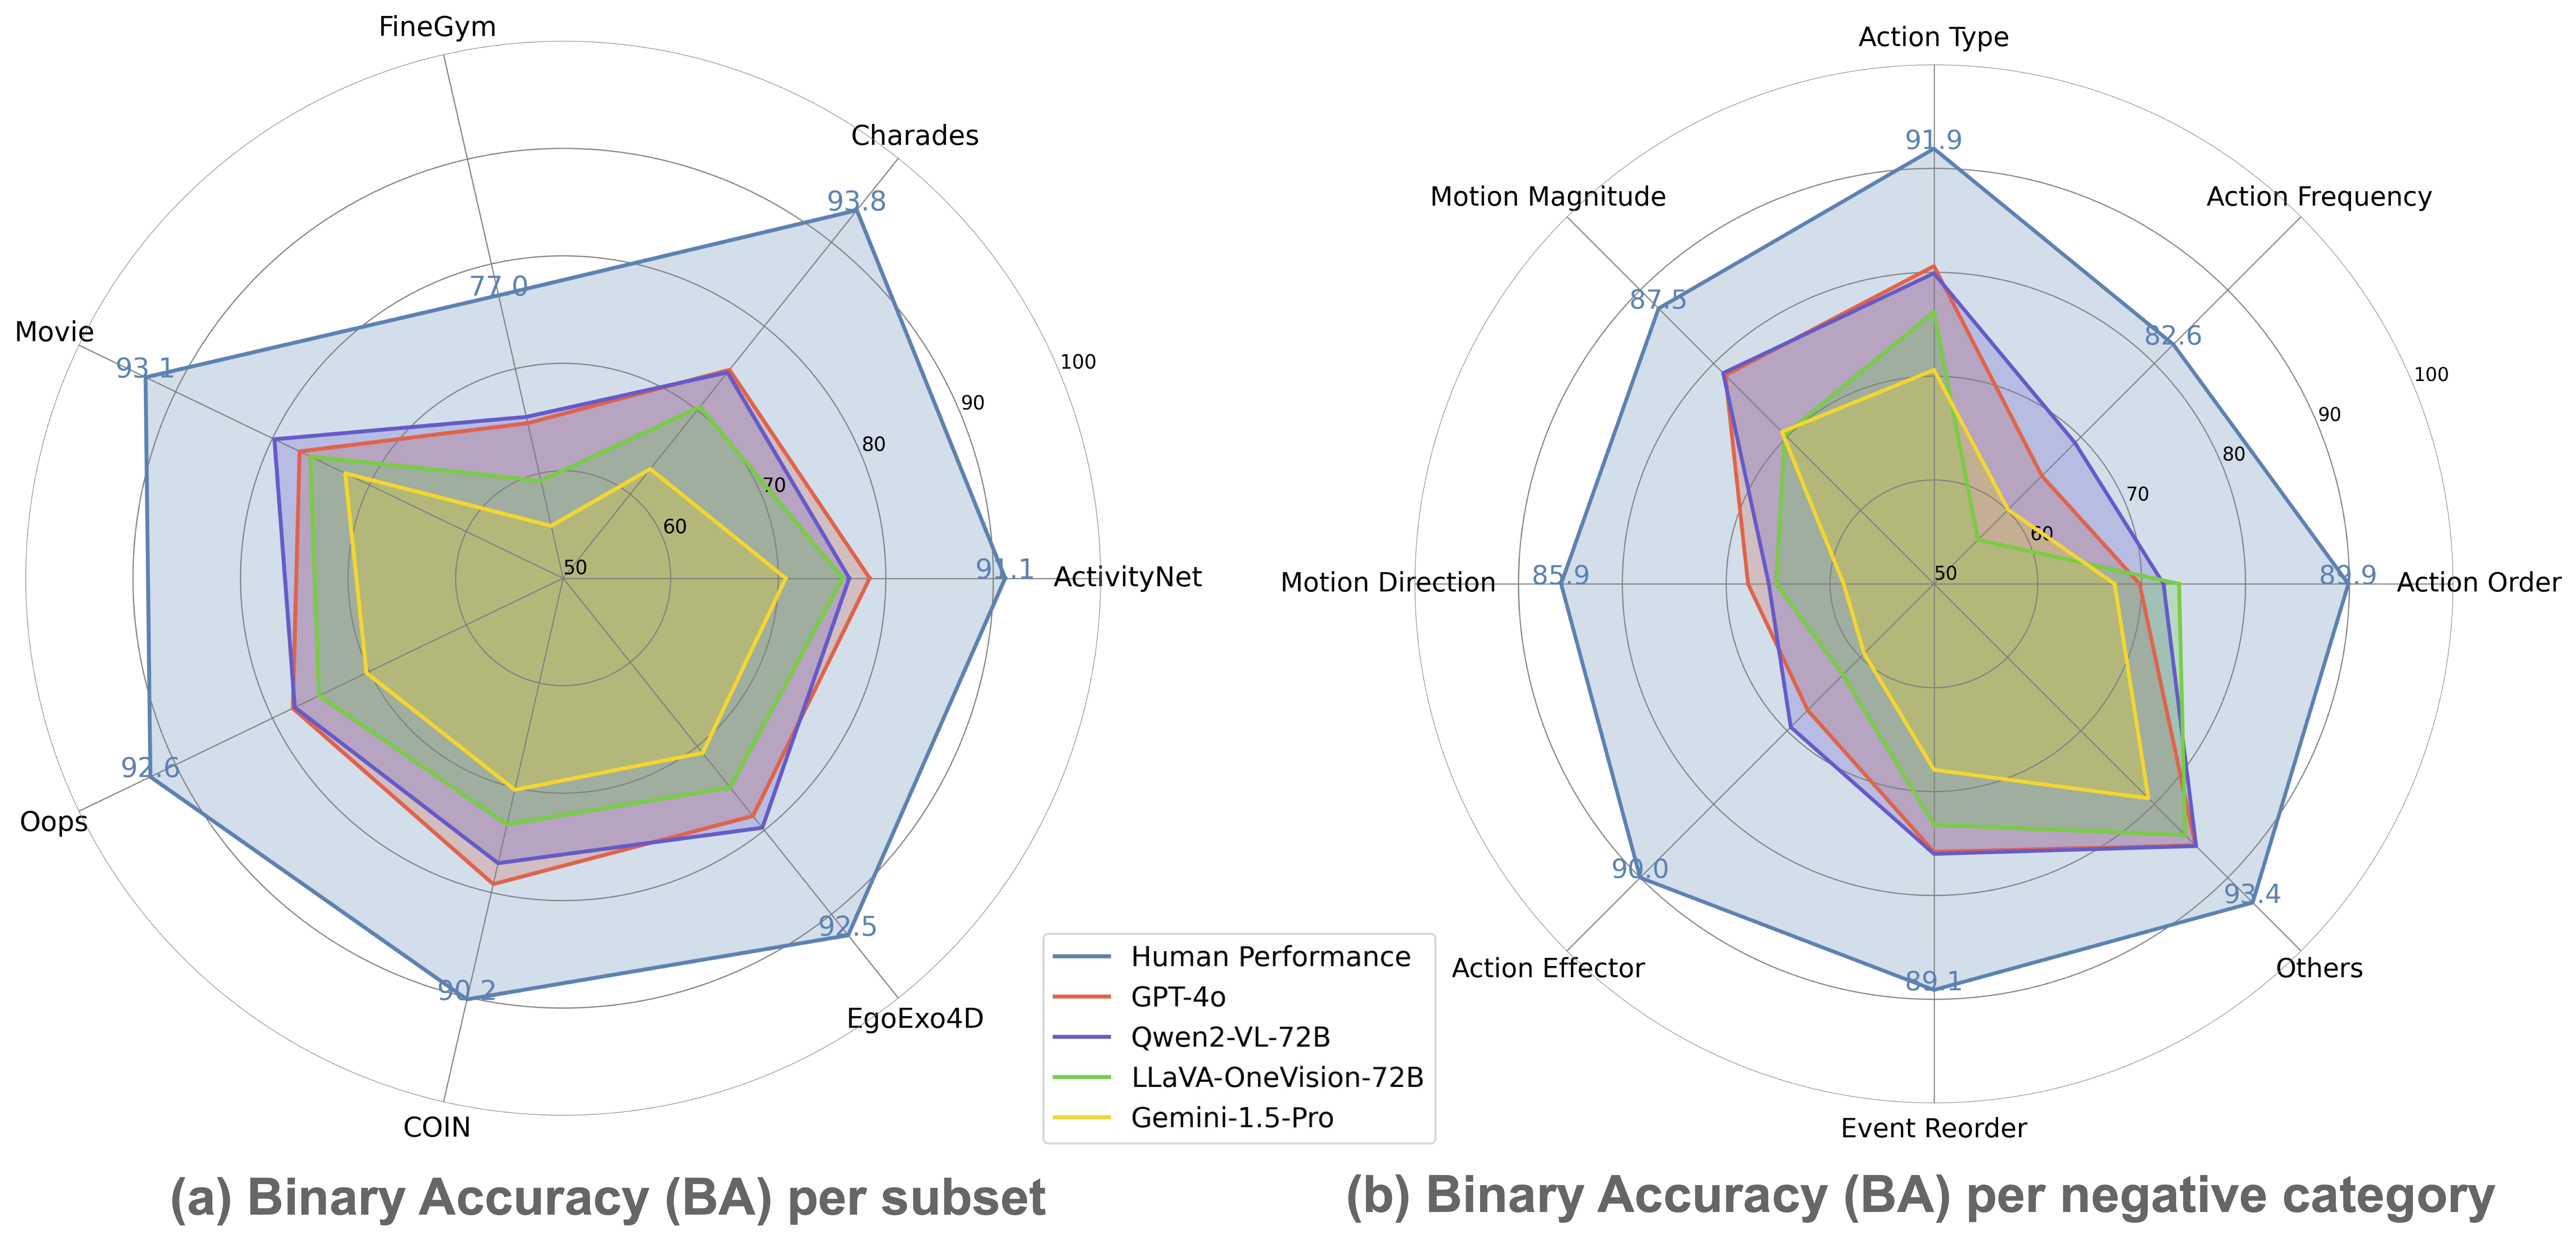 FineGym
Charades
93.8
77.0
Movie
93.1
100
90
80
70
60
50
91.1
ActivityNet
Oops
92.6
92.5
90.2
EgoExo4D
COIN
(a) Binary Accuracy (BA) per subset
Human Performance
GPT-4o
Qwen2-VL-72B
LLaVA-OneVision-72B
Gemini-1.5-Pro
Action Type
91.9
Motion Magnitude
Action Frequency
87.5
82.6
100
90
80
70
60
50
Motion Direction
85.9
89.9
Action Order
90.0
93.4
Action Effector
Others
89.1
Event Reorder
(b) Binary Accuracy (BA) per negative category